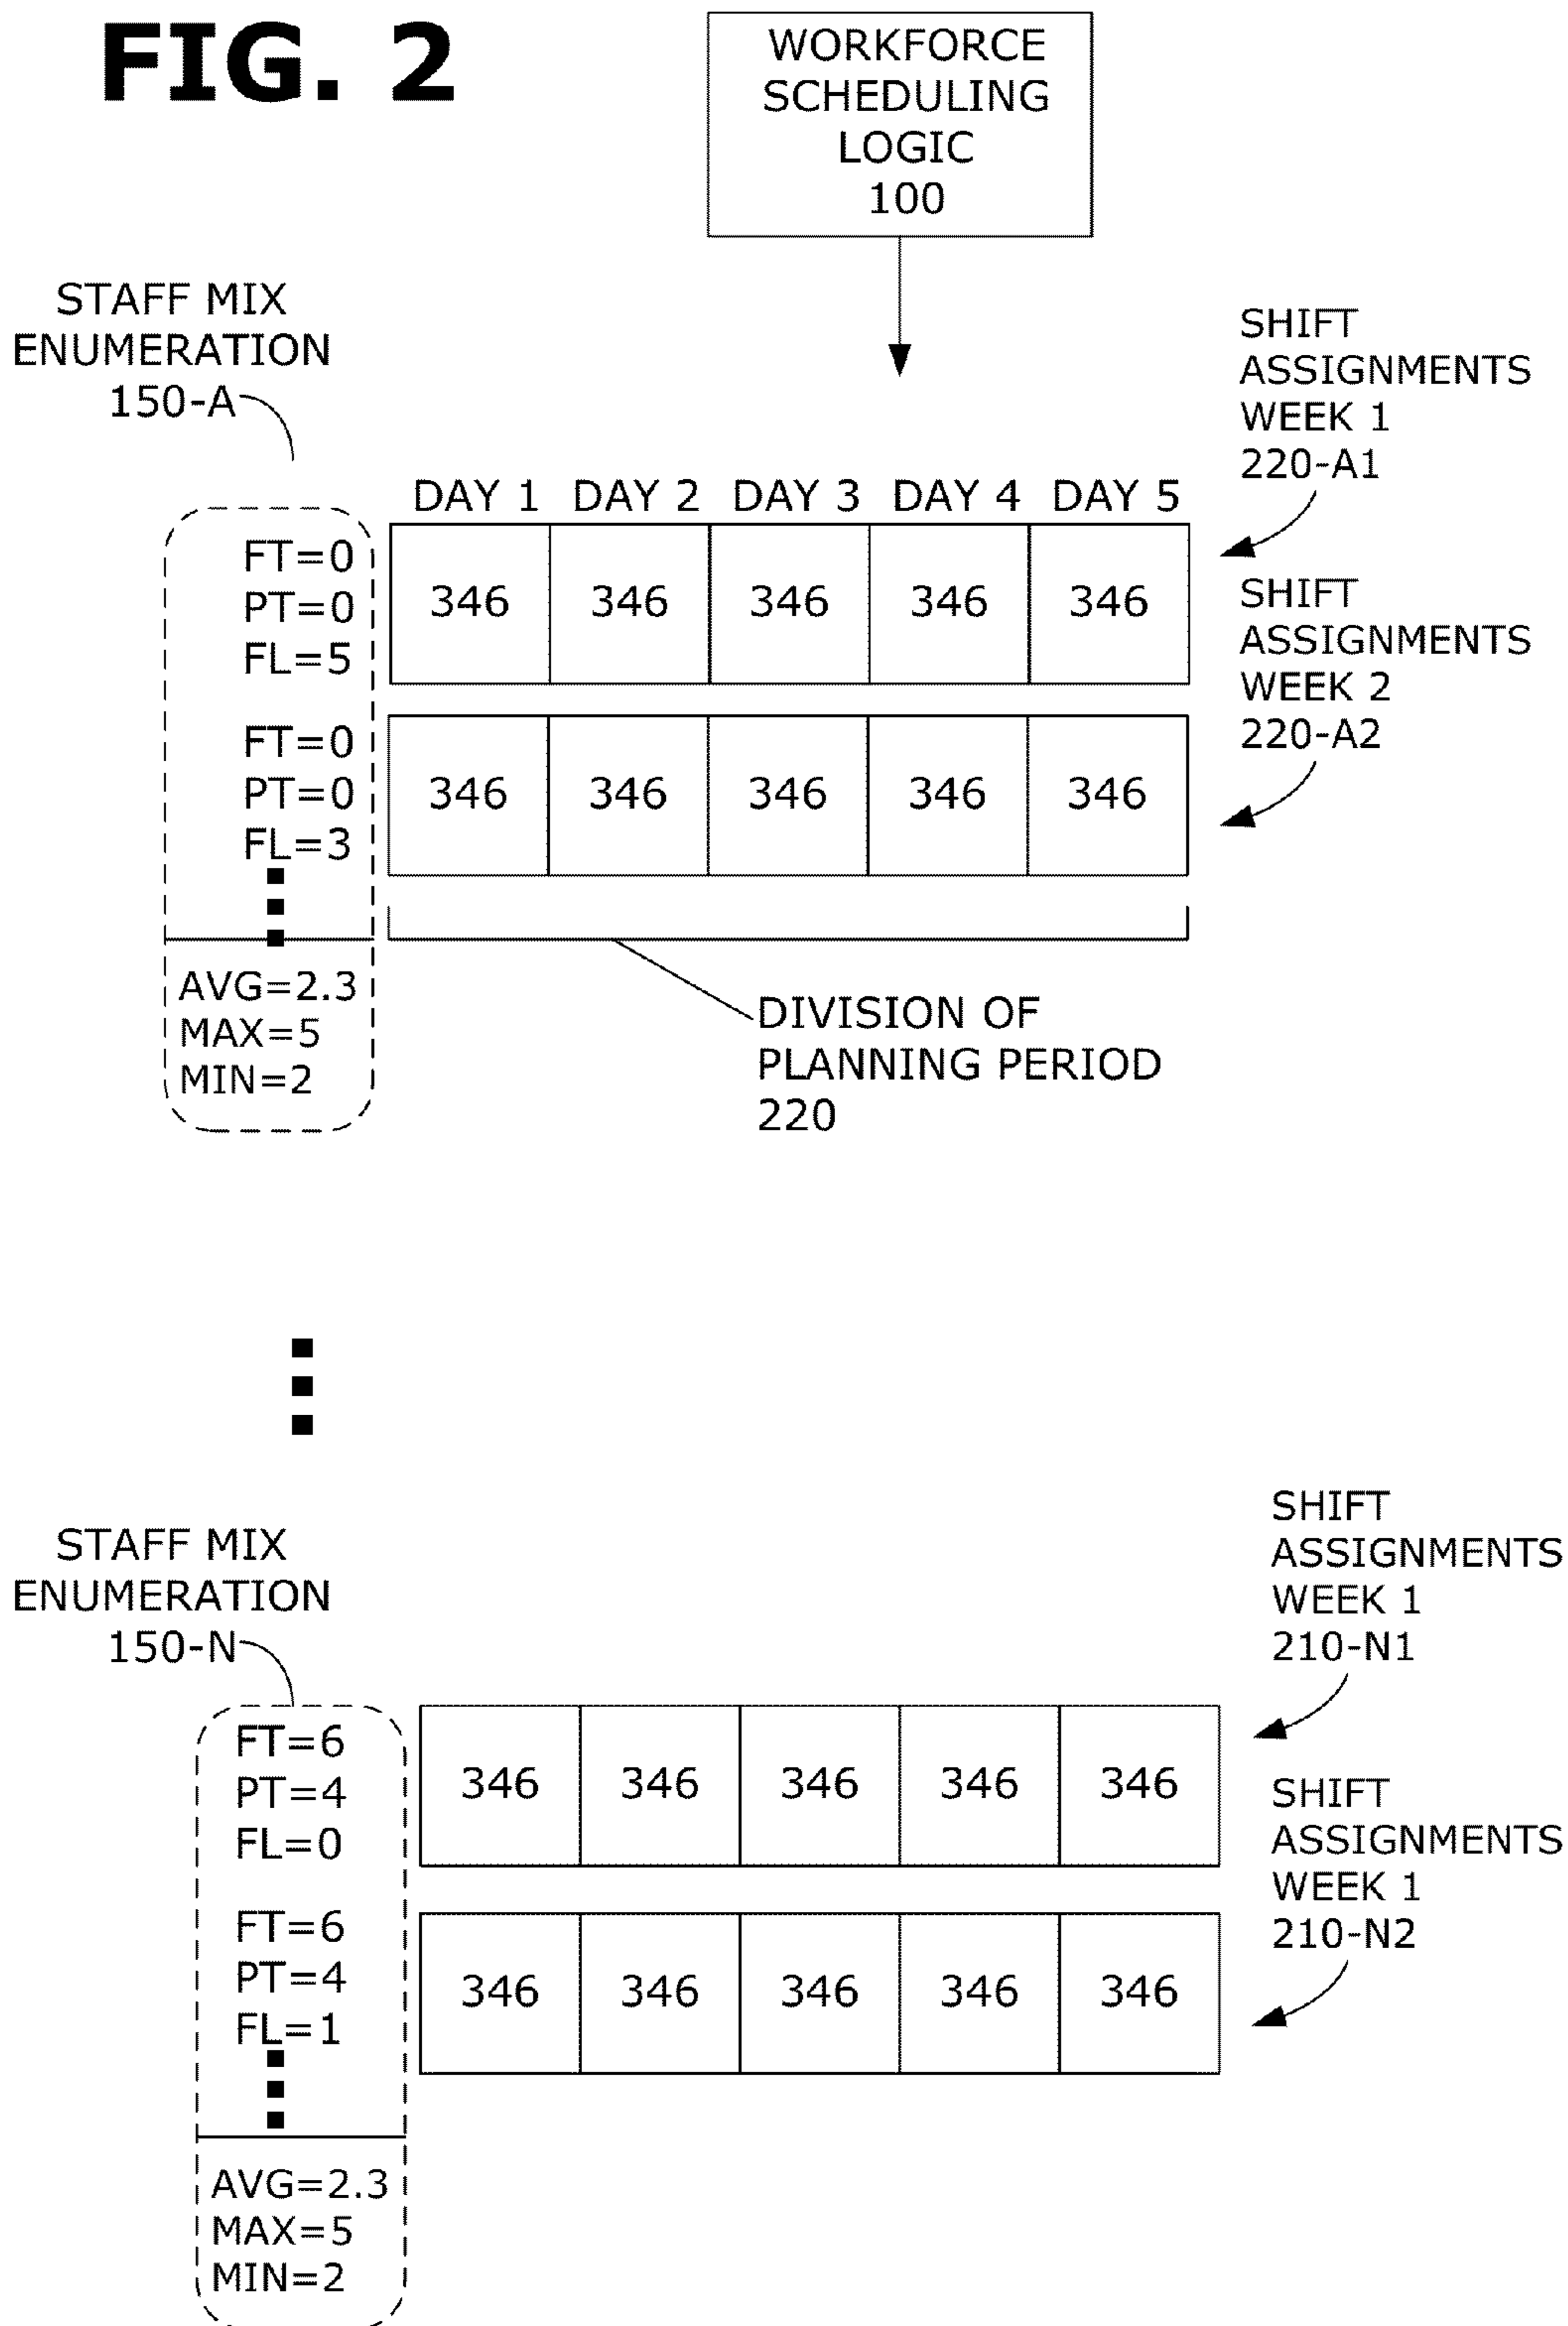 FIG. 2
WORKFORCE
SCHEDULING
LOGIC
100
STAFF MIX
ENUMERATION
150-A
SHIFT
ASSIGNMENTS
WEEK 1
220-A1
DAY 1 DAY 2 DAY 3 DAY 4 DAY 5
FT=0
PT=0
FL=5
346 346 346 346 346
SHIFT
ASSIGNMENTS
WEEK 2
220-A2
FT=0
PT=0
FL=3
346 346 346 346 346
AVG=2.3
MAX=5
MIN=2
DIVISION OF
PLANNING PERIOD
220
STAFF MIX
ENUMERATION
150-N
SHIFT
ASSIGNMENTS
WEEK 1
210-N1
FT=6
PT=4
FL=0
346 346 346 346 346
SHIFT
ASSIGNMENTS
WEEK 1
210-N2
FT=6
PT=4
FL=1
346 346 346 346 346
AVG=2.3
MAX=5
MIN=2